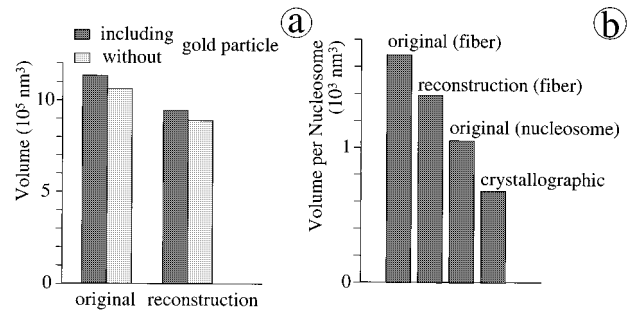 including
without
gold particle
a
Volume (10⁵ nm³)
10
5
0
original
reconstruction
b
Volume per Nucleosome
(10³ nm³)
1
0
original (fiber)
reconstruction (fiber)
original (nucleosome)
crystallographic